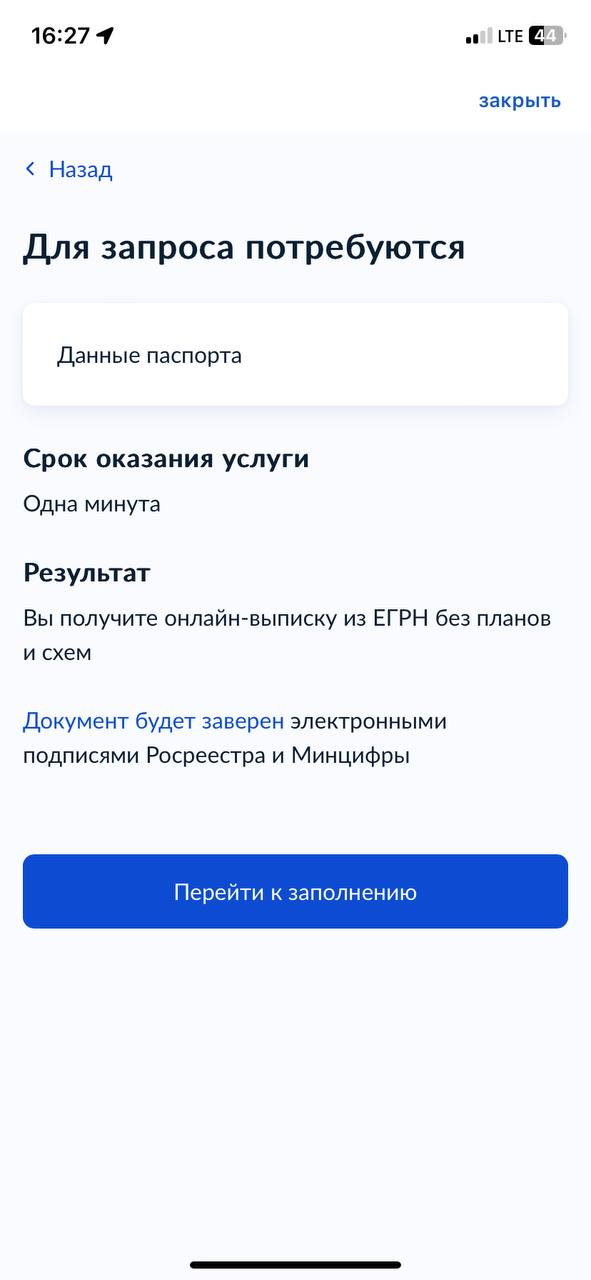 16:27
LTE 44
закрыть
Назад
Для запроса потребуются
Данные паспорта
Срок оказания услуги
Одна минута
Результат
Вы получите онлайн-выписку из ЕГРН без планов
и схем
Документ будет заверен электронными
подписями Росреестра и Минцифры
Перейти к заполнению